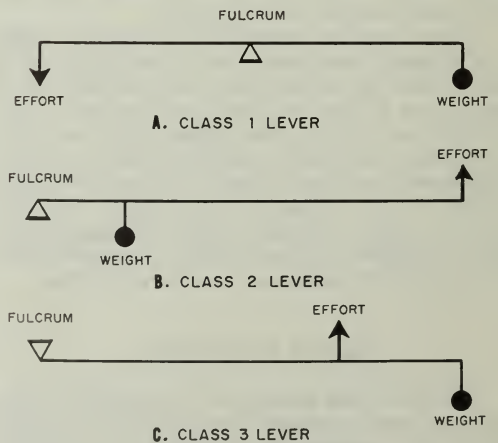 FULCRUM
EFFORT
WEIGHT
A. CLASS 1 LEVER
EFFORT
FULCRUM
WEIGHT
B. CLASS 2 LEVER
EFFORT
FULCRUM
WEIGHT
C. CLASS 3 LEVER